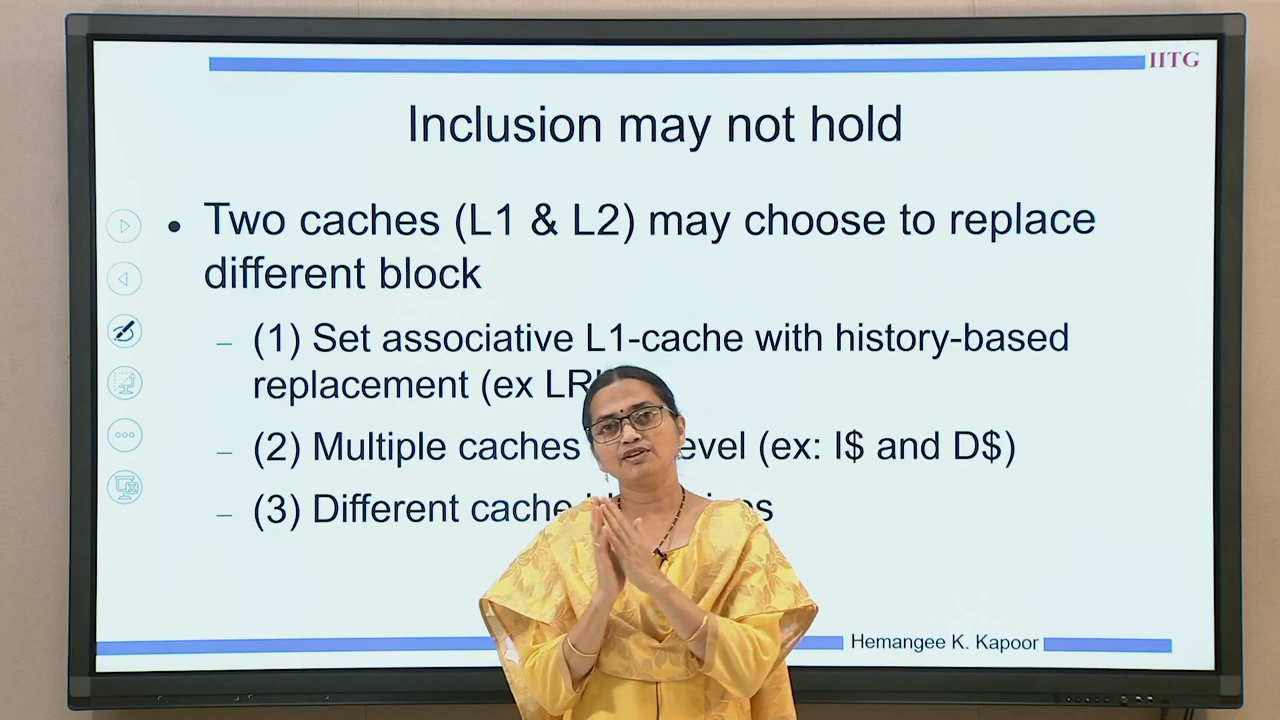 IITG
Inclusion may not hold
• Two caches (L1 & L2) may choose to replace
different block
– (1) Set associative L1-cache with history-based
replacement (ex
– (2) Multiple caches (ex: I$ and D$)
– (3) Different cache
Hemangee K. Kapoor